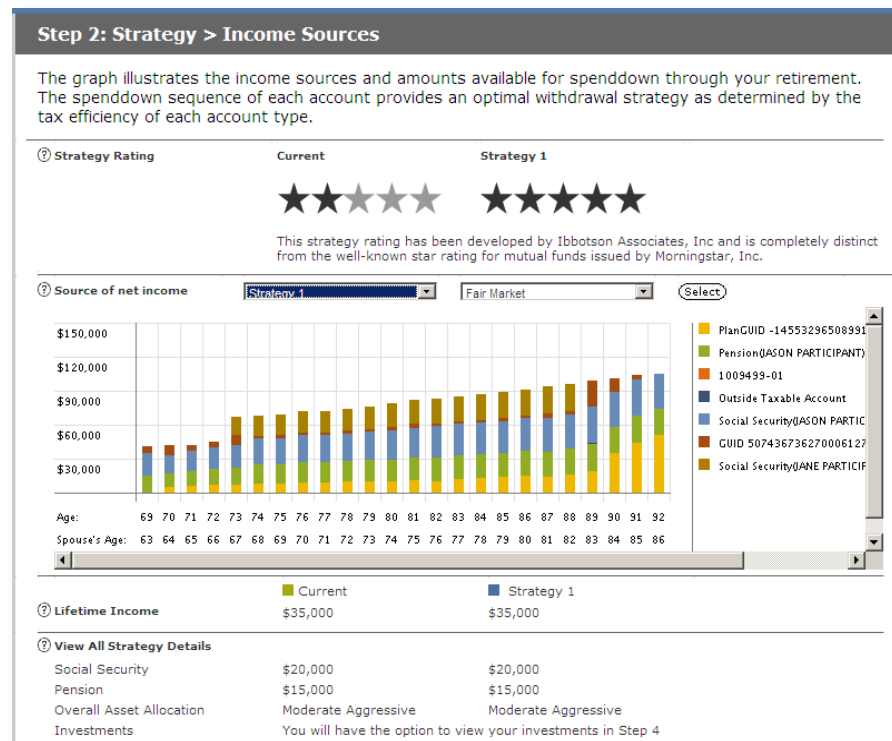 Step 2: Strategy > Income Sources
The graph illustrates the income sources and amounts available for spenddown through your retirement.
The spenddown sequence of each account provides an optimal withdrawal strategy as determined by the
tax efficiency of each account type.
? Strategy Rating Current Strategy 1
This strategy rating has been developed by Ibbotson Associates, Inc and is completely distinct
from the well-known star rating for mutual funds issued by Morningstar, Inc.
? Source of net income Strategy 1 Fair Market Select
$150,000
$120,000
$90,000
$60,000
$30,000
PlanGUID -14553296508991
Pension(JASON PARTICIPANT)
1009499-01
Outside Taxable Account
Social Security(JASON PARTIC
GUID 507436736270006127
Social Security(JANE PARTICIF
Age: 69 70 71 72 73 74 75 76 77 78 79 80 81 82 83 84 85 86 87 88 89 90 91 92
Spouse's Age: 63 64 65 66 67 68 69 70 71 72 73 74 75 76 77 78 79 80 81 82 83 84 85 86
Current Strategy 1
? Lifetime Income $35,000 $35,000
? View All Strategy Details
Social Security $20,000 $20,000
Pension $15,000 $15,000
Overall Asset Allocation Moderate Aggressive Moderate Aggressive
Investments You will have the option to view your investments in Step 4